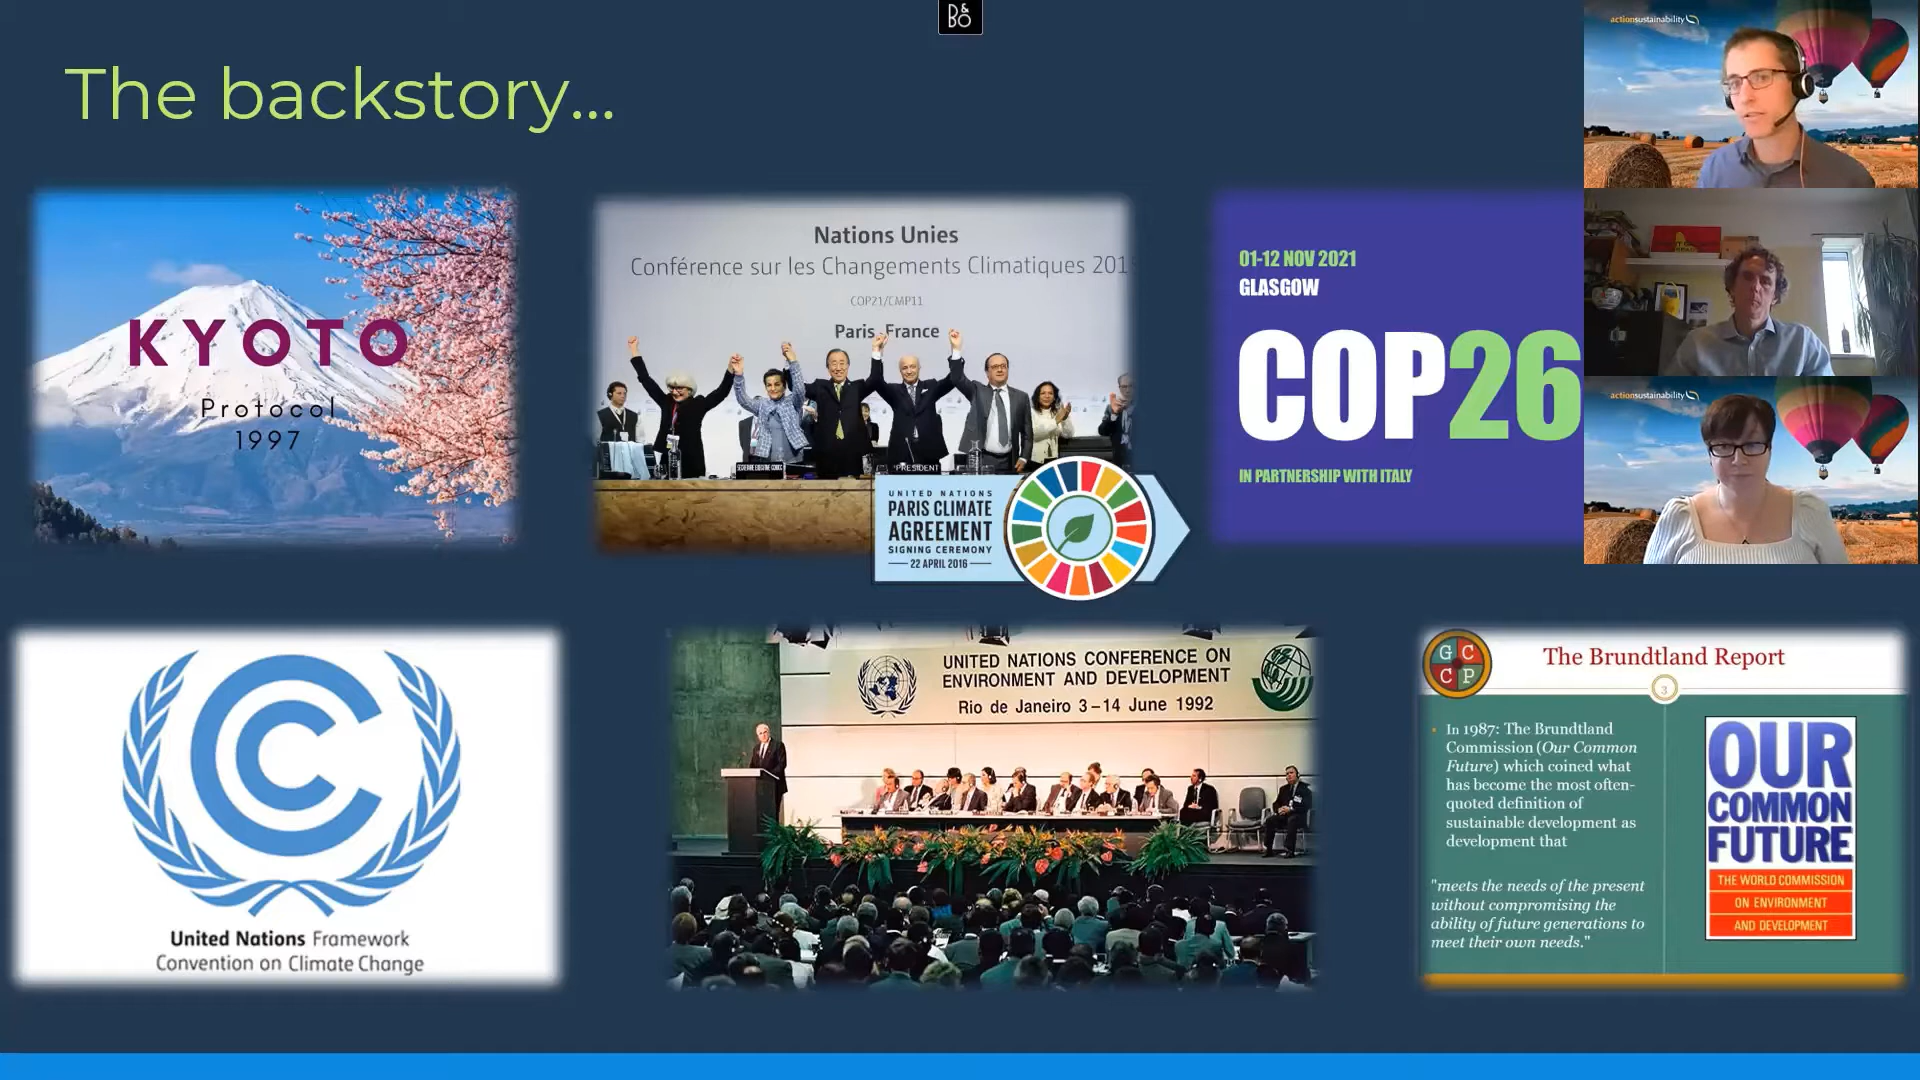 B&O
The backstory...
actionsustainability
KYOTO
Protocol
1997
Nations Unies
Conférence sur les Changements Climatiques 201
COP21/CMP11
Paris France
PRESIDENT
UNITED NATIONS
PARIS CLIMATE
AGREEMENT
SIGNING CEREMONY
22 APRIL 2016
01-12 NOV 2021
GLASGOW
COP26
IN PARTNERSHIP WITH ITALY
actionsustainability
United Nations Framework
Convention on Climate Change
UNITED NATIONS CONFERENCE ON
ENVIRONMENT AND DEVELOPMENT
Rio de Janeiro 3-14 June 1992
G C
C P
The Brundtland Report
3
• In 1987: The Brundtland
Commission (Our Common
Future) which coined what
has become the most often-
quoted definition of
sustainable development as
development that
"meets the needs of the present
without compromising the
ability of future generations to
meet their own needs."
OUR
COMMON
FUTURE
THE WORLD COMMISSION
ON ENVIRONMENT
AND DEVELOPMENT